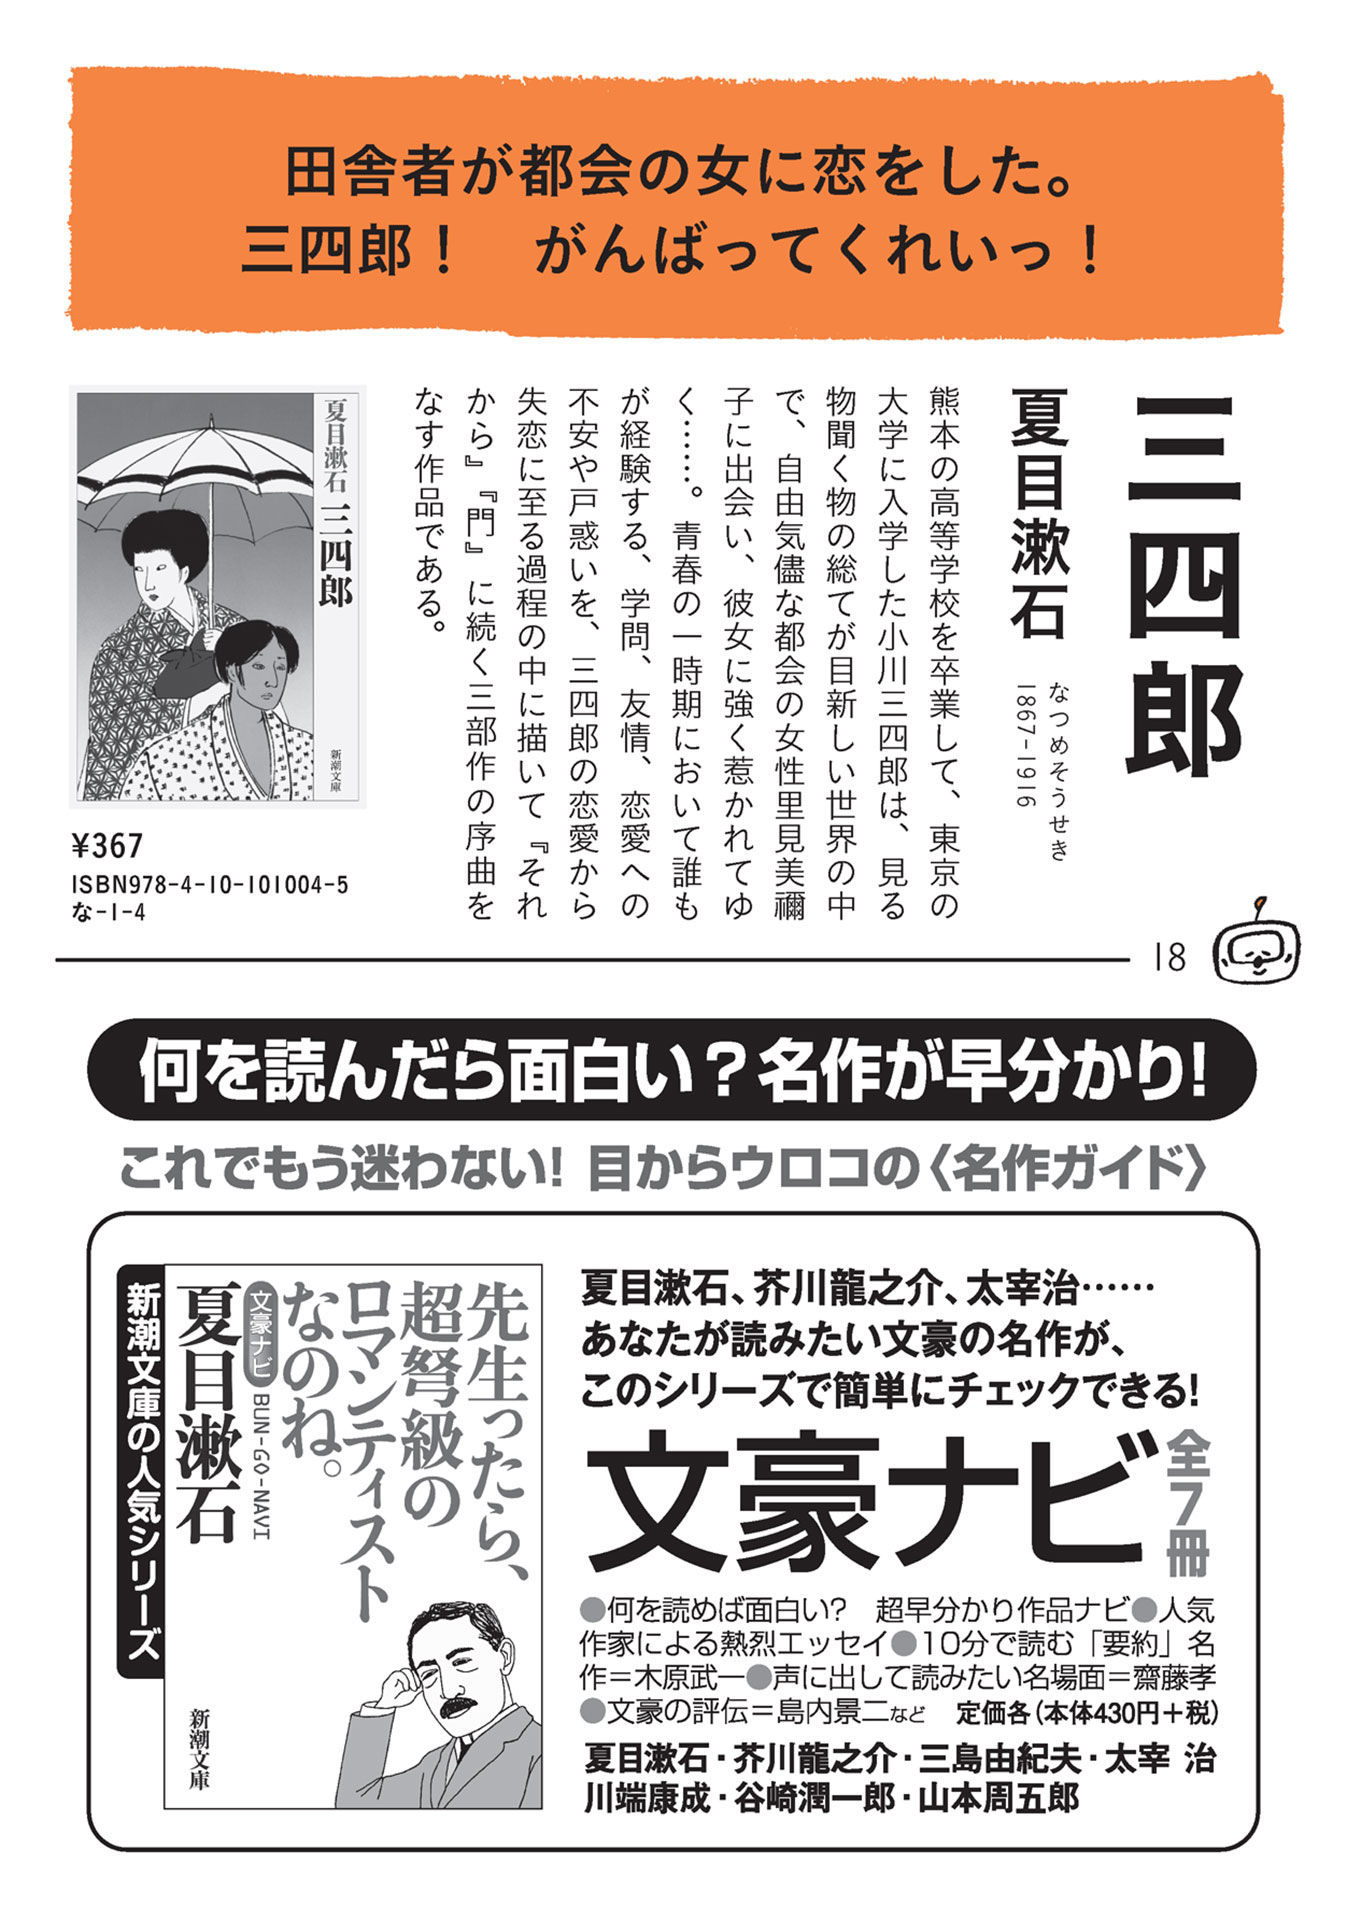 田舎者が都会の女に恋をした。
三四郎！　がんばってくれいっ！
三四郎
夏目漱石
なつめそうせき
1867-1916
熊本の高等学校を卒業して、東京の
大学に入学した小川三四郎は、見る
物聞く物の総てが目新しい世界の中
で、自由気儘な都会の女性里見美禰
子に出会い、彼女に強く惹かれてゆ
く……。青春の一時期において誰も
が経験する、学問、友情、恋愛への
不安や戸惑いを、三四郎の恋愛から
失恋に至る過程の中に描いて『それ
から』『門』に続く三部作の序曲を
なす作品である。
夏目漱石 三四郎
新潮文庫
¥367
ISBN978-4-10-101004-5
な-1-4
18
何を読んだら面白い？名作が早分かり!
これでもう迷わない! 目からウロコの〈名作ガイド〉
新潮文庫の人気シリーズ
先生ったら、
超弩級の
ロマンティスト
なのね。
文豪ナビ BUN-GO-NAVI
夏目漱石
新潮文庫
夏目漱石、芥川龍之介、太宰治……
あなたが読みたい文豪の名作が、
このシリーズで簡単にチェックできる!
文豪ナビ
全7冊
●何を読めば面白い?　超早分かり作品ナビ●人気
作家による熱烈エッセイ●10分で読む「要約」名
作＝木原武一●声に出して読みたい名場面＝齋藤孝
●文豪の評伝＝島内景二など　定価各(本体430円＋税)
夏目漱石・芥川龍之介・三島由紀夫・太宰 治
川端康成・谷崎潤一郎・山本周五郎